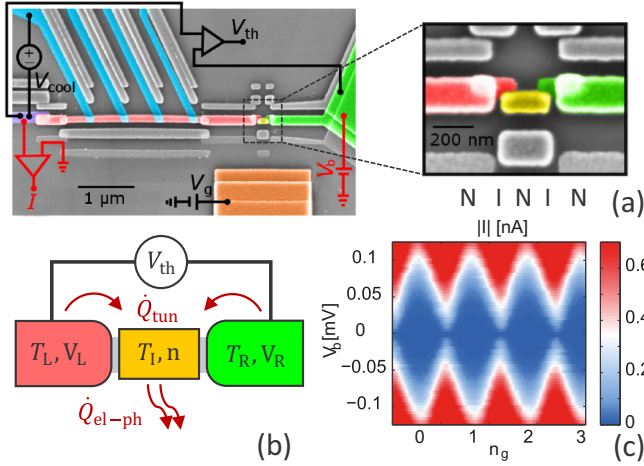 V_th
V_cool
I
1 μm
V_g
V_b
200 nm
N I N I N
(a)
V_th
Q̇_tun
T_L, V_L
T_I, n
T_R, V_R
Q̇_el−ph
(b)
|I| [nA]
V_b[mV]
0.1
0.05
0
−0.05
−0.1
0 1 2 3
n_g
0.6
0.4
0.2
0
(c)